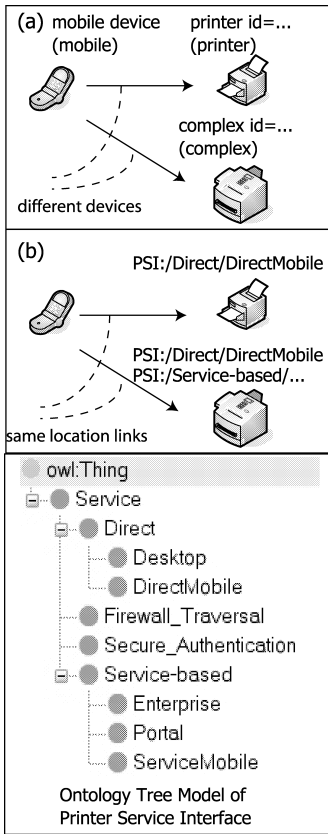 (a) mobile device printer id=...
(mobile) (printer)
complex id=...
(complex)
different devices
(b)
PSI:/Direct/DirectMobile
PSI:/Direct/DirectMobile
PSI:/Service-based/...
same location links
owl:Thing
Service
Direct
Desktop
DirectMobile
Firewall_Traversal
Secure_Authentication
Service-based
Enterprise
Portal
ServiceMobile
Ontology Tree Model of
Printer Service Interface